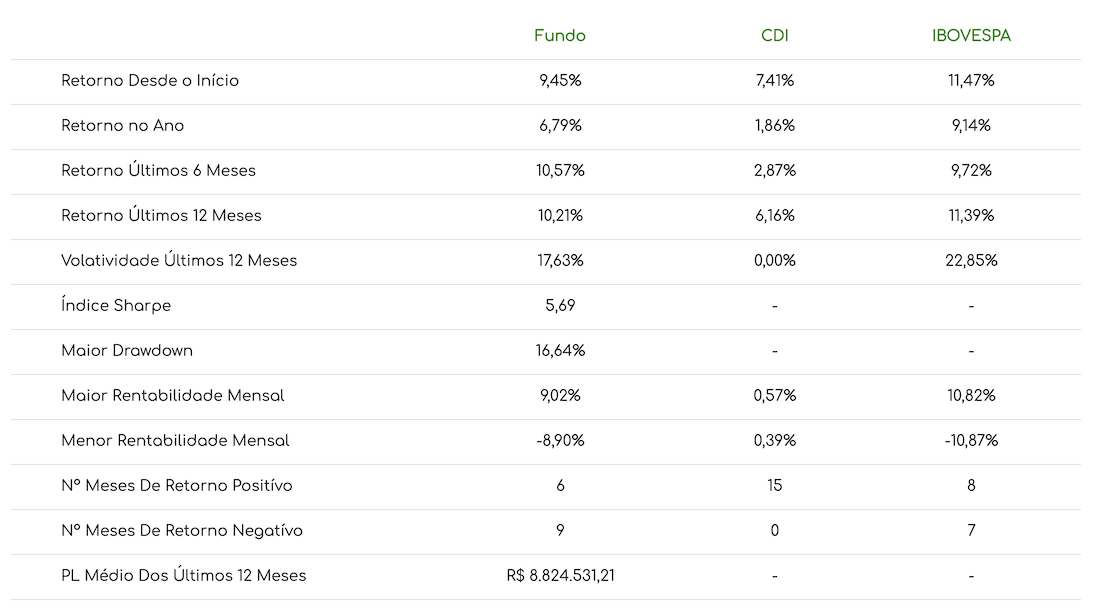 Fundo CDI IBOVESPA
Retorno Desde o Início 9,45% 7,41% 11,47%
Retorno no Ano 6,79% 1,86% 9,14%
Retorno Últimos 6 Meses 10,57% 2,87% 9,72%
Retorno Últimos 12 Meses 10,21% 6,16% 11,39%
Volatividade Últimos 12 Meses 17,63% 0,00% 22,85%
Índice Sharpe 5,69 - -
Maior Drawdown 16,64% - -
Maior Rentabilidade Mensal 9,02% 0,57% 10,82%
Menor Rentabilidade Mensal -8,90% 0,39% -10,87%
Nº Meses De Retorno Positívo 6 15 8
Nº Meses De Retorno Negatívo 9 0 7
PL Médio Dos Últimos 12 Meses R$ 8.824.531,21 - -